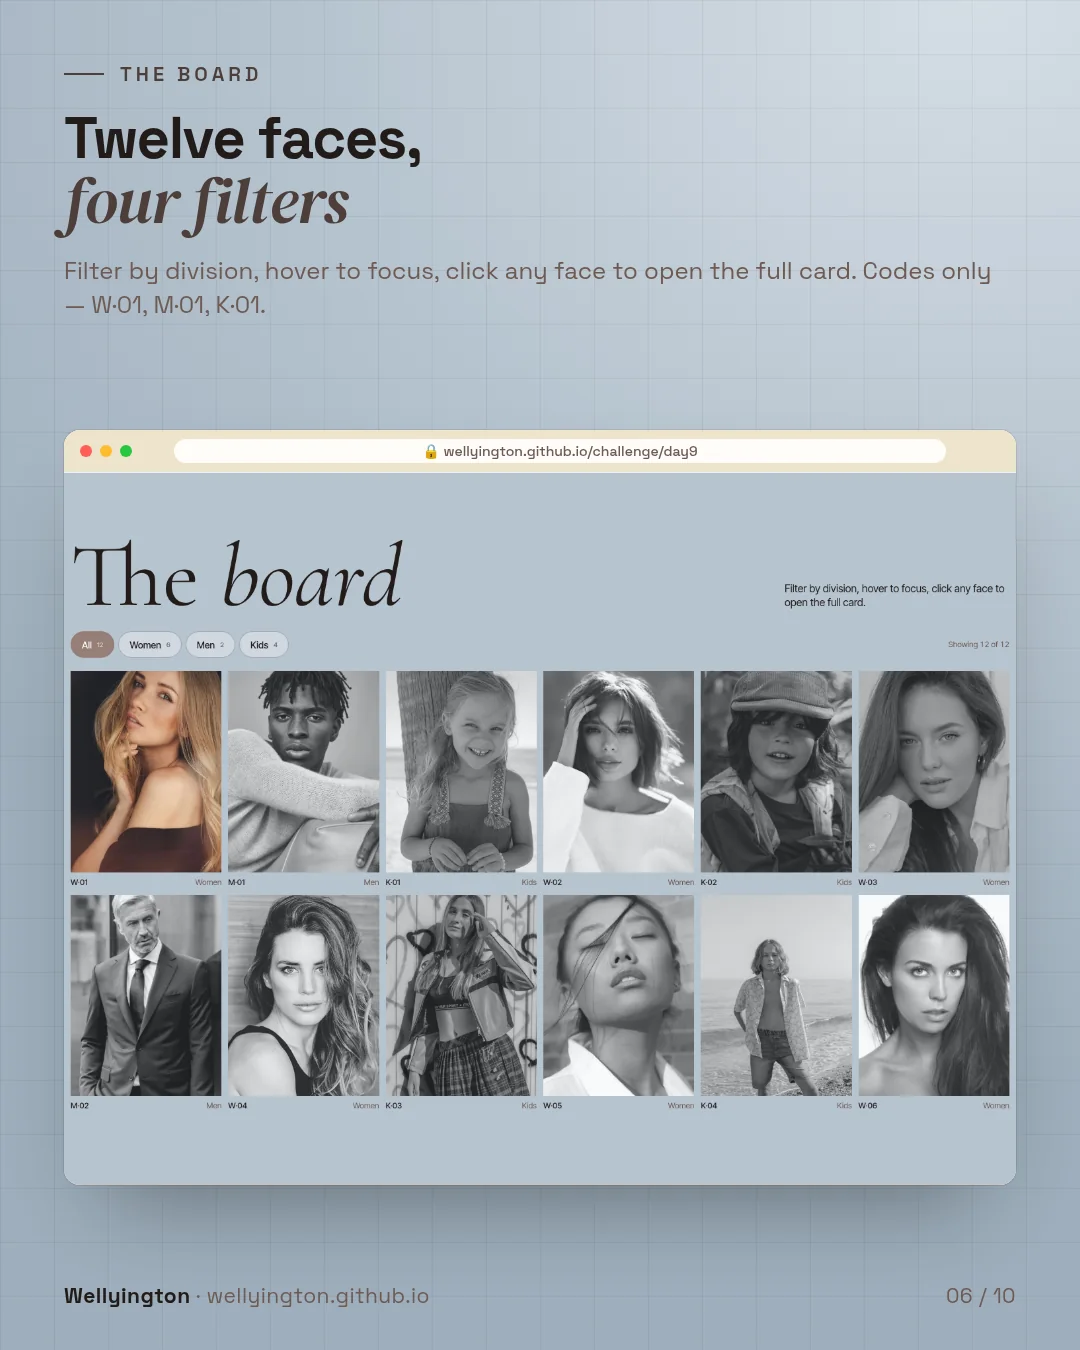 THE BOARD
Twelve faces,
four filters
Filter by division, hover to focus, click any face to open the full card. Codes only
— W·01, M·01, K·01.
wellyington.github.io/challenge/day9
The board
Filter by division, hover to focus, click any face to
open the full card.
All 12 Women 6 Men 2 Kids 4
Showing 12 of 12
W·01 Women M·01 Men K·01 Kids W·02 Women K·02 Kids W·03 Women
M·02 Men W·04 Women K·03 Kids W·05 Women K·04 Kids W·06 Women
Wellyington · wellyington.github.io
06 / 10